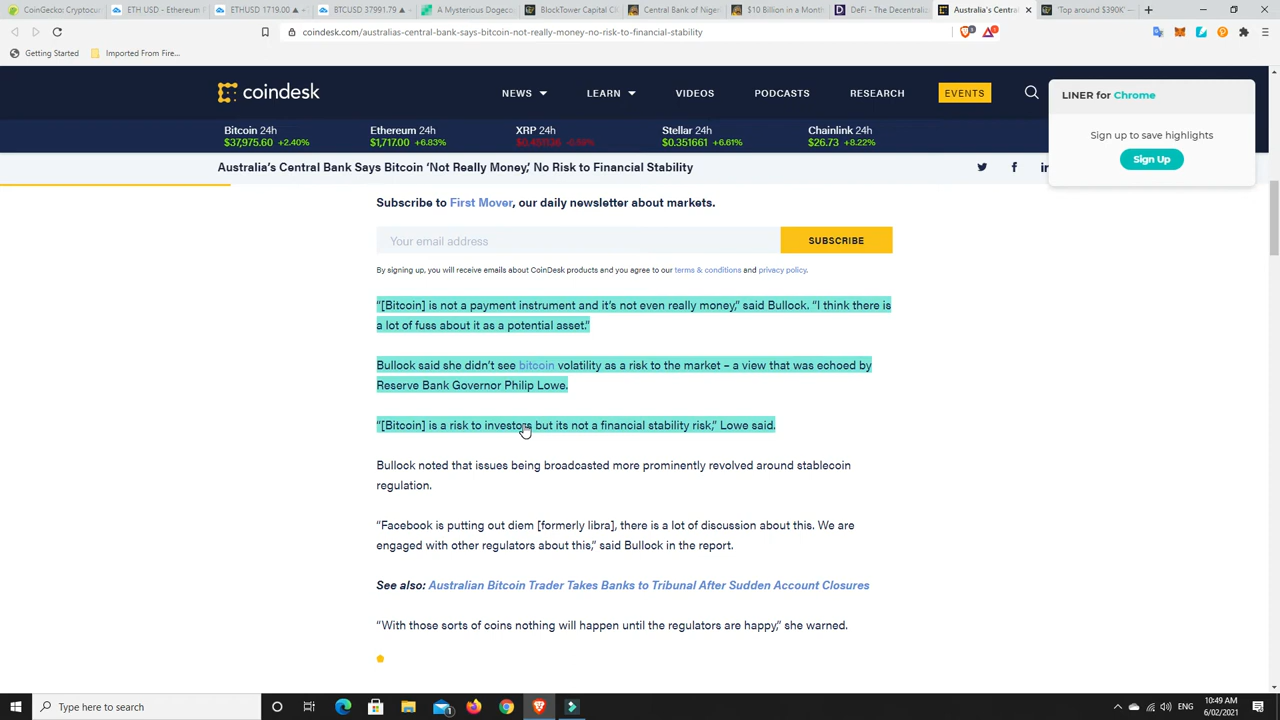 CoinGecko: Cryptocur
ETH USD - Ethereum
ETHUSD 1719.00 ▲
BTCUSD 37991.79 ▲
A Mysterious Dogeco
BlockTower Capital Cl
Central Bank of Niger
$10 Billion in a Month
DeFi - The Decentrali
Australia's Central Ban
'Top around $390K' –
coindesk.com/australias-central-bank-says-bitcoin-not-really-money-no-risk-to-financial-stability
Getting Started
Imported From Fire...
coindesk
NEWS
LEARN
VIDEOS
PODCASTS
RESEARCH
EVENTS
LINER for Chrome
Sign up to save highlights
Sign Up
Bitcoin 24h
$37,975.60 +2.40%
Ethereum 24h
$1,717.00 +6.83%
XRP 24h
Stellar 24h
$0.351661 +6.61%
Chainlink 24h
$26.73 +8.22%
Australia's Central Bank Says Bitcoin 'Not Really Money,' No Risk to Financial Stability
Subscribe to First Mover, our daily newsletter about markets.
Your email address
SUBSCRIBE
By signing up, you will receive emails about CoinDesk products and you agree to our terms & conditions and privacy policy.
"[Bitcoin] is not a payment instrument and it's not even really money," said Bullock. "I think there is
a lot of fuss about it as a potential asset."
Bullock said she didn't see bitcoin volatility as a risk to the market – a view that was echoed by
Reserve Bank Governor Philip Lowe.
"[Bitcoin] is a risk to investors but its not a financial stability risk," Lowe said.
Bullock noted that issues being broadcasted more prominently revolved around stablecoin
regulation.
"Facebook is putting out diem [formerly libra], there is a lot of discussion about this. We are
engaged with other regulators about this," said Bullock in the report.
See also: Australian Bitcoin Trader Takes Banks to Tribunal After Sudden Account Closures
"With those sorts of coins nothing will happen until the regulators are happy," she warned.
Type here to search
ENG
10:49 AM
6/02/2021